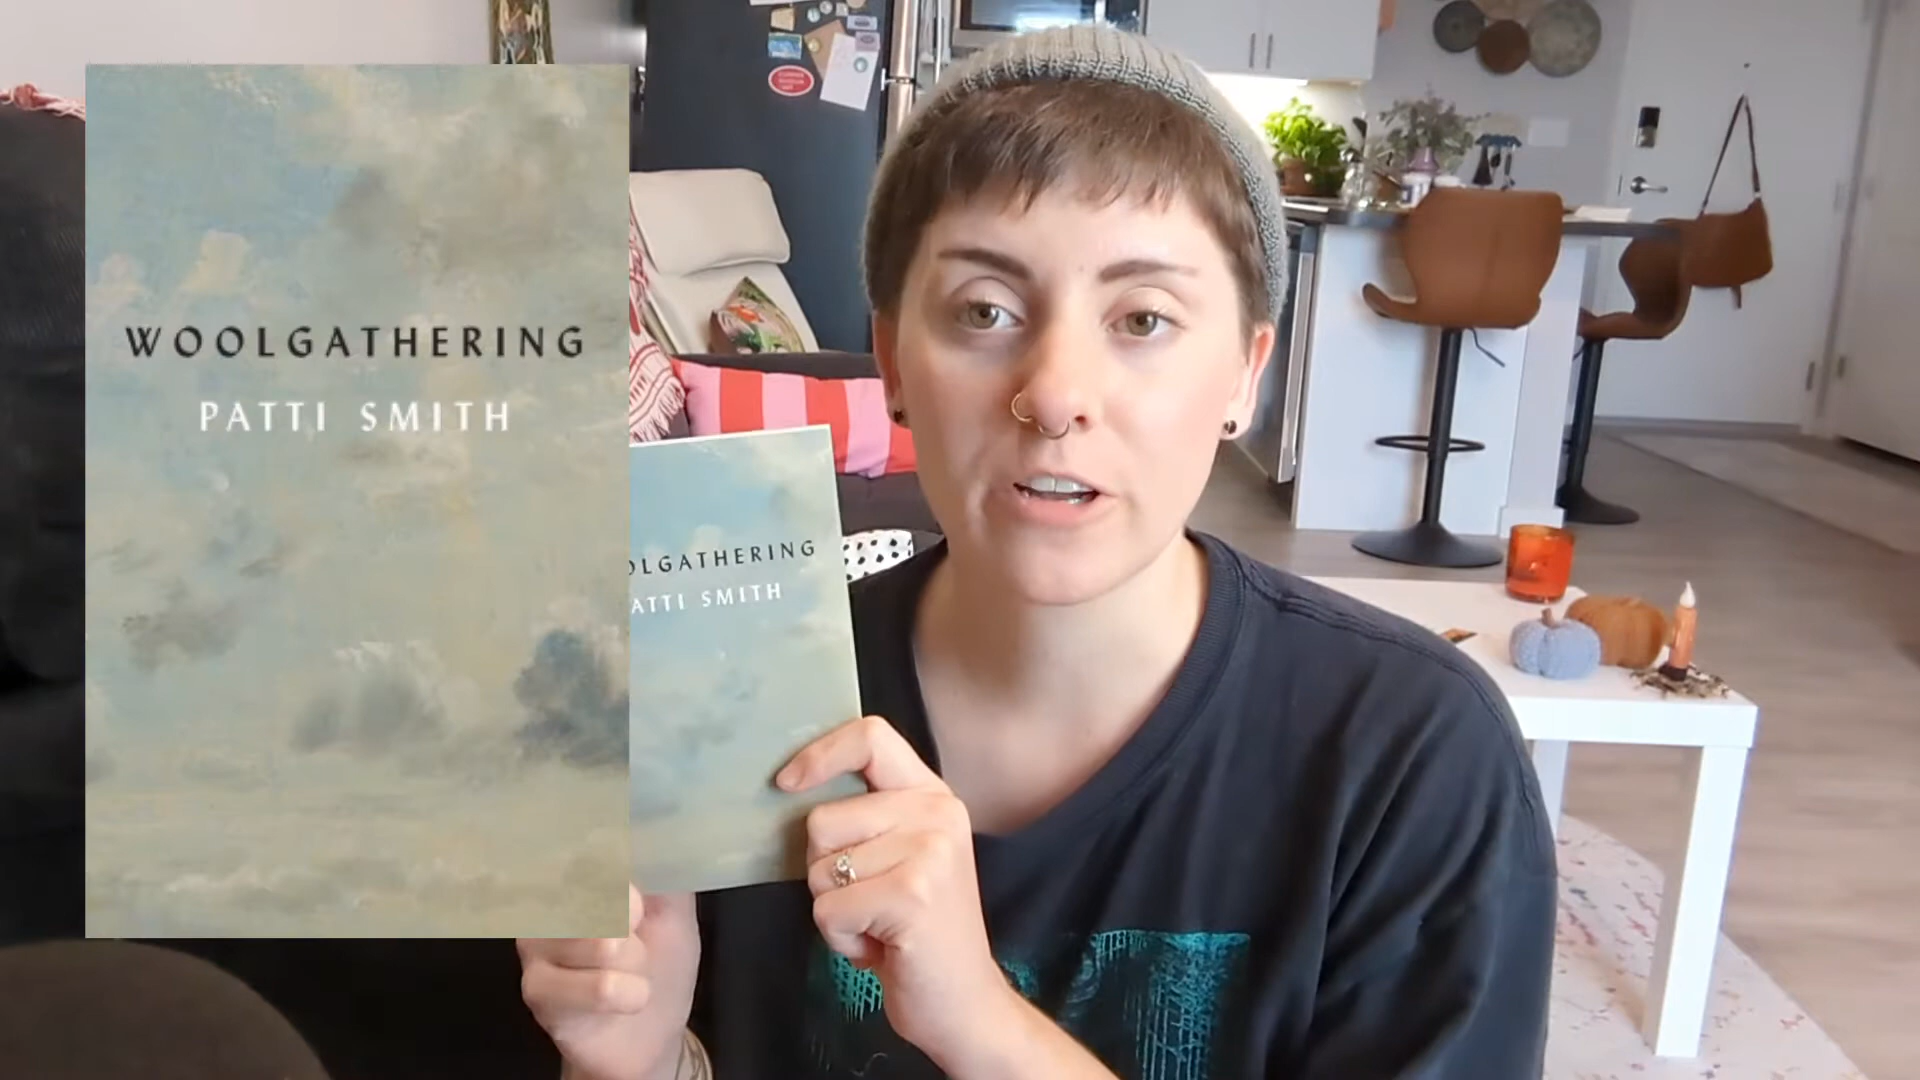 WOOLGATHERING
PATTI SMITH
OLGATHERING
ATTI SMITH